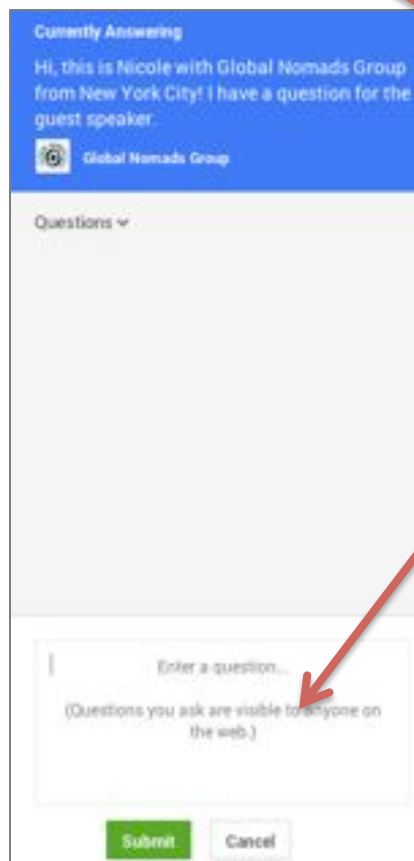 Currently Answering
Hi, this is Nicole with Global Nomads Group
from New York City! I have a question for the
guest speaker.
Global Nomads Group
Questions
Enter a question...
(Questions you ask are visible to anyone on
the web.)
Submit Cancel